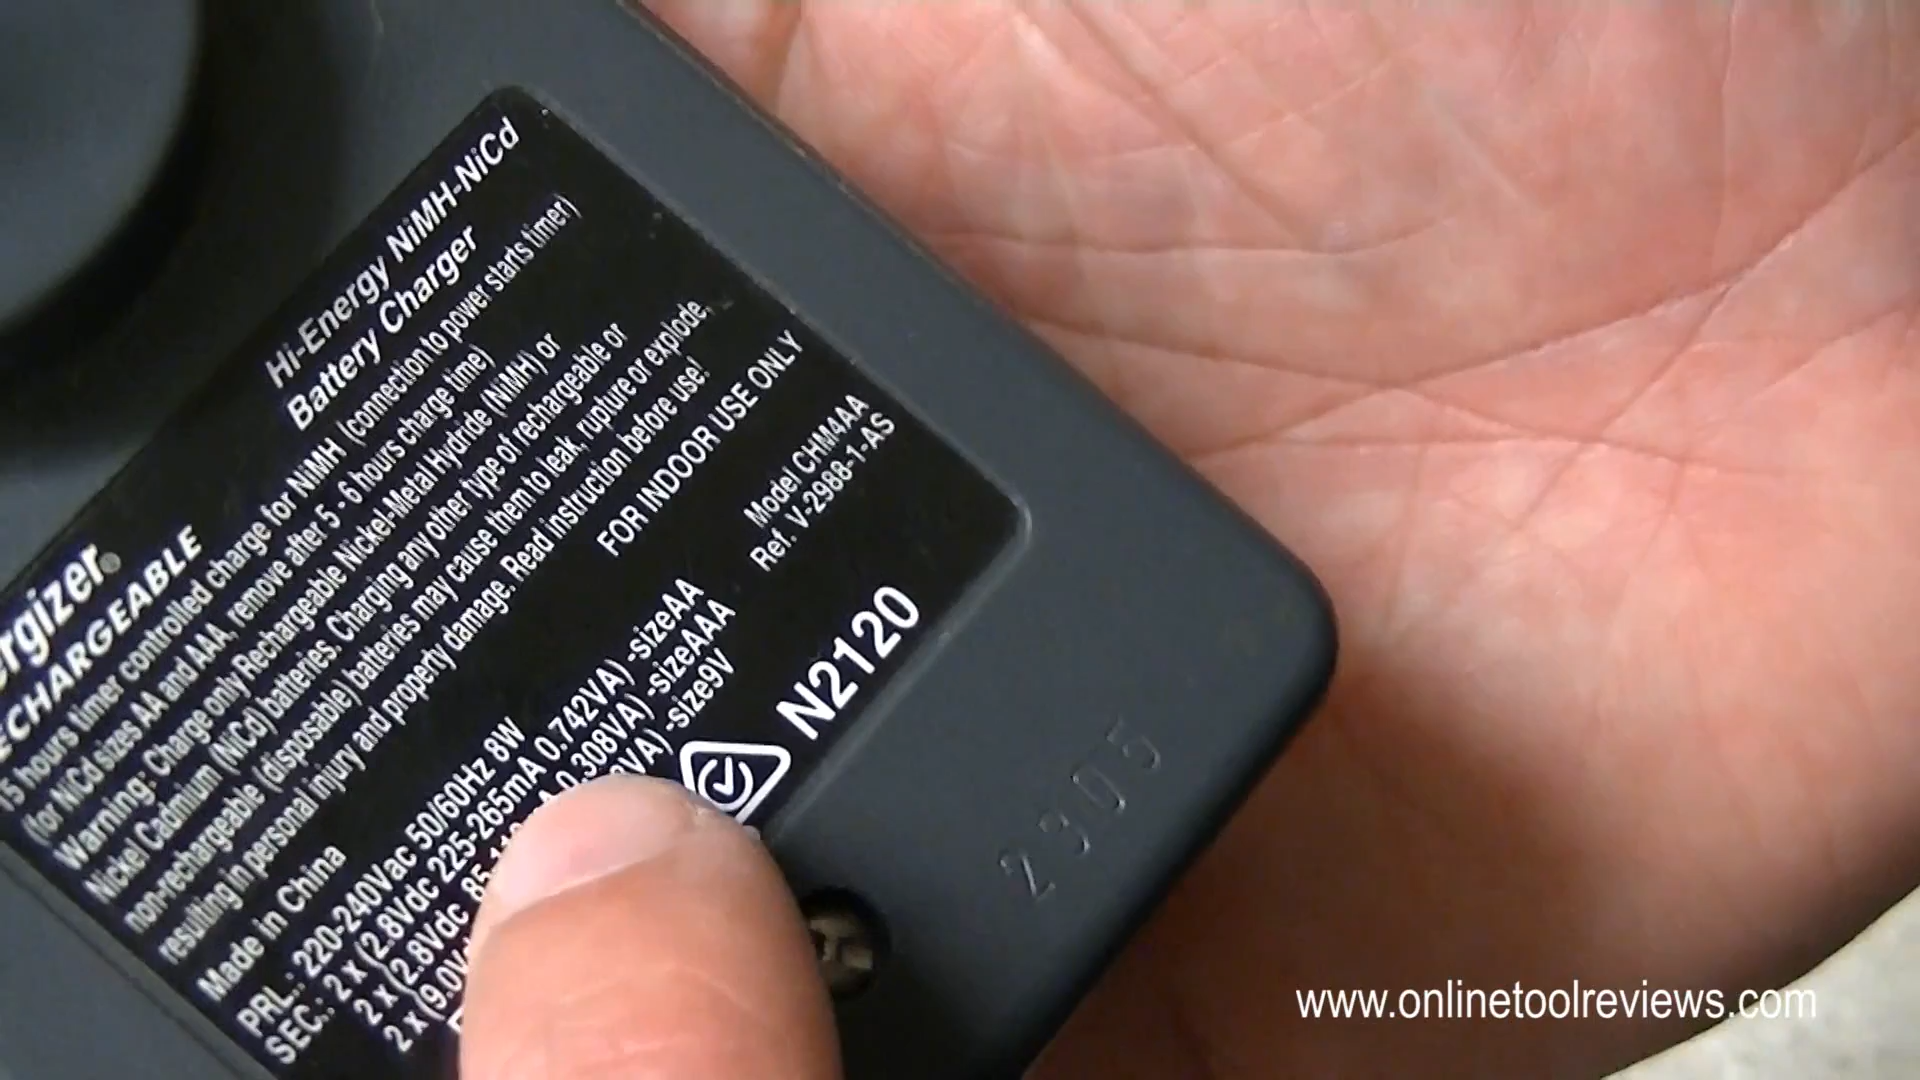 Hi-Energy NiMH-NiCd
Battery Charger
RECHARGEABLE
15 hours timer controlled charge for NiMH (connection to power starts timer)
(for NiCd sizes AA and AAA, remove after 5 - 6 hours charge time)
Warning: Charge only Rechargeable Nickel-Metal Hydride (NiMH) or
Nickel Cadmium (NiCd) batteries. Charging any other type of rechargeable or
non-rechargeable (disposable) batteries may cause them to leak, rupture or explode,
resulting in personal injury and property damage. Read instruction before use!
FOR INDOOR USE ONLY
Made in China
Model CHM4AA
Ref. V-2988-1-AS
PRI.: 220-240Vac 50/60Hz 8W
SEC.: 2 x (2.8Vdc 225-265mA 0.742VA) -sizeAA
2 x (2.8Vdc 0.308VA) -sizeAAA
2 x -size9V
N2120
2305
www.onlinetoolreviews.com